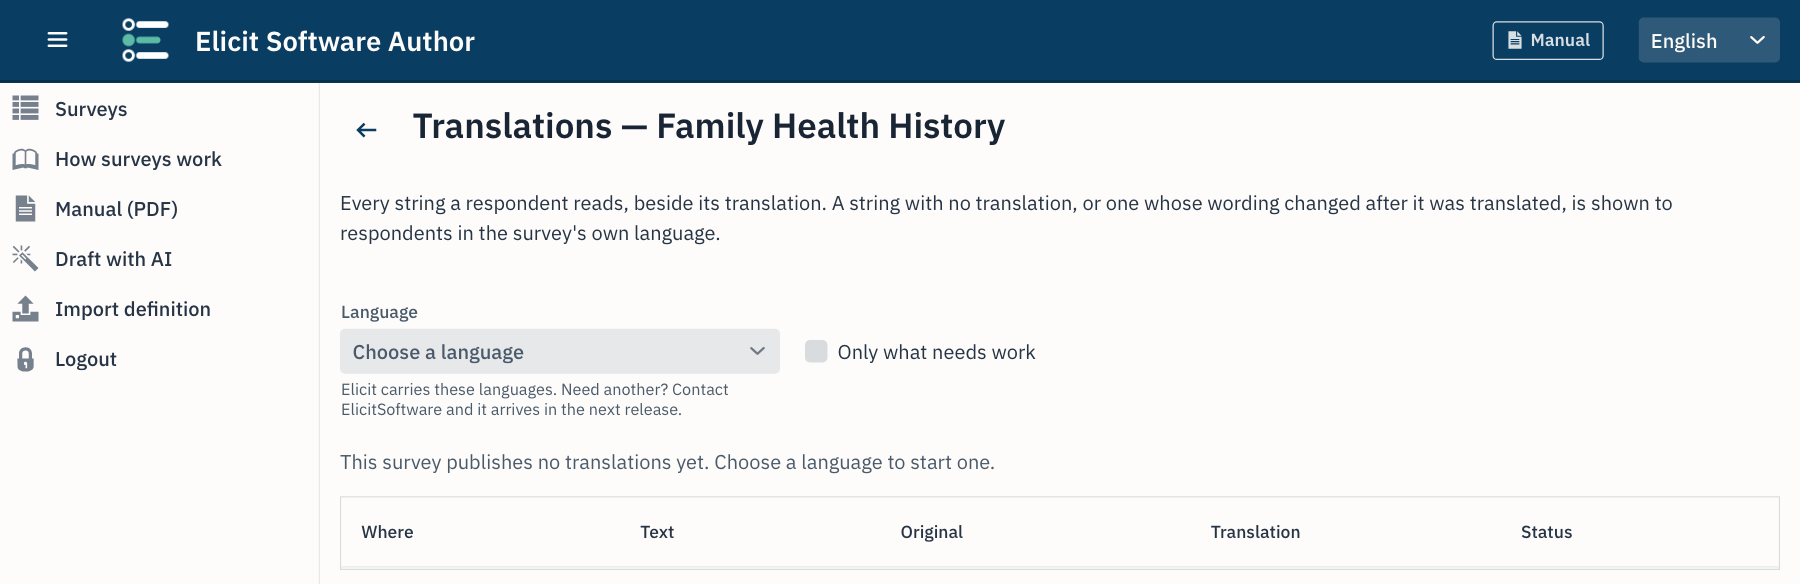 Elicit Software Author
Manual
English
Surveys
How surveys work
Manual (PDF)
Draft with AI
Import definition
Logout
Translations — Family Health History
Every string a respondent reads, beside its translation. A string with no translation, or one whose wording changed after it was translated, is shown to
respondents in the survey's own language.
Language
Choose a language
Only what needs work
Elicit carries these languages. Need another? Contact
ElicitSoftware and it arrives in the next release.
This survey publishes no translations yet. Choose a language to start one.
Where Text Original Translation Status